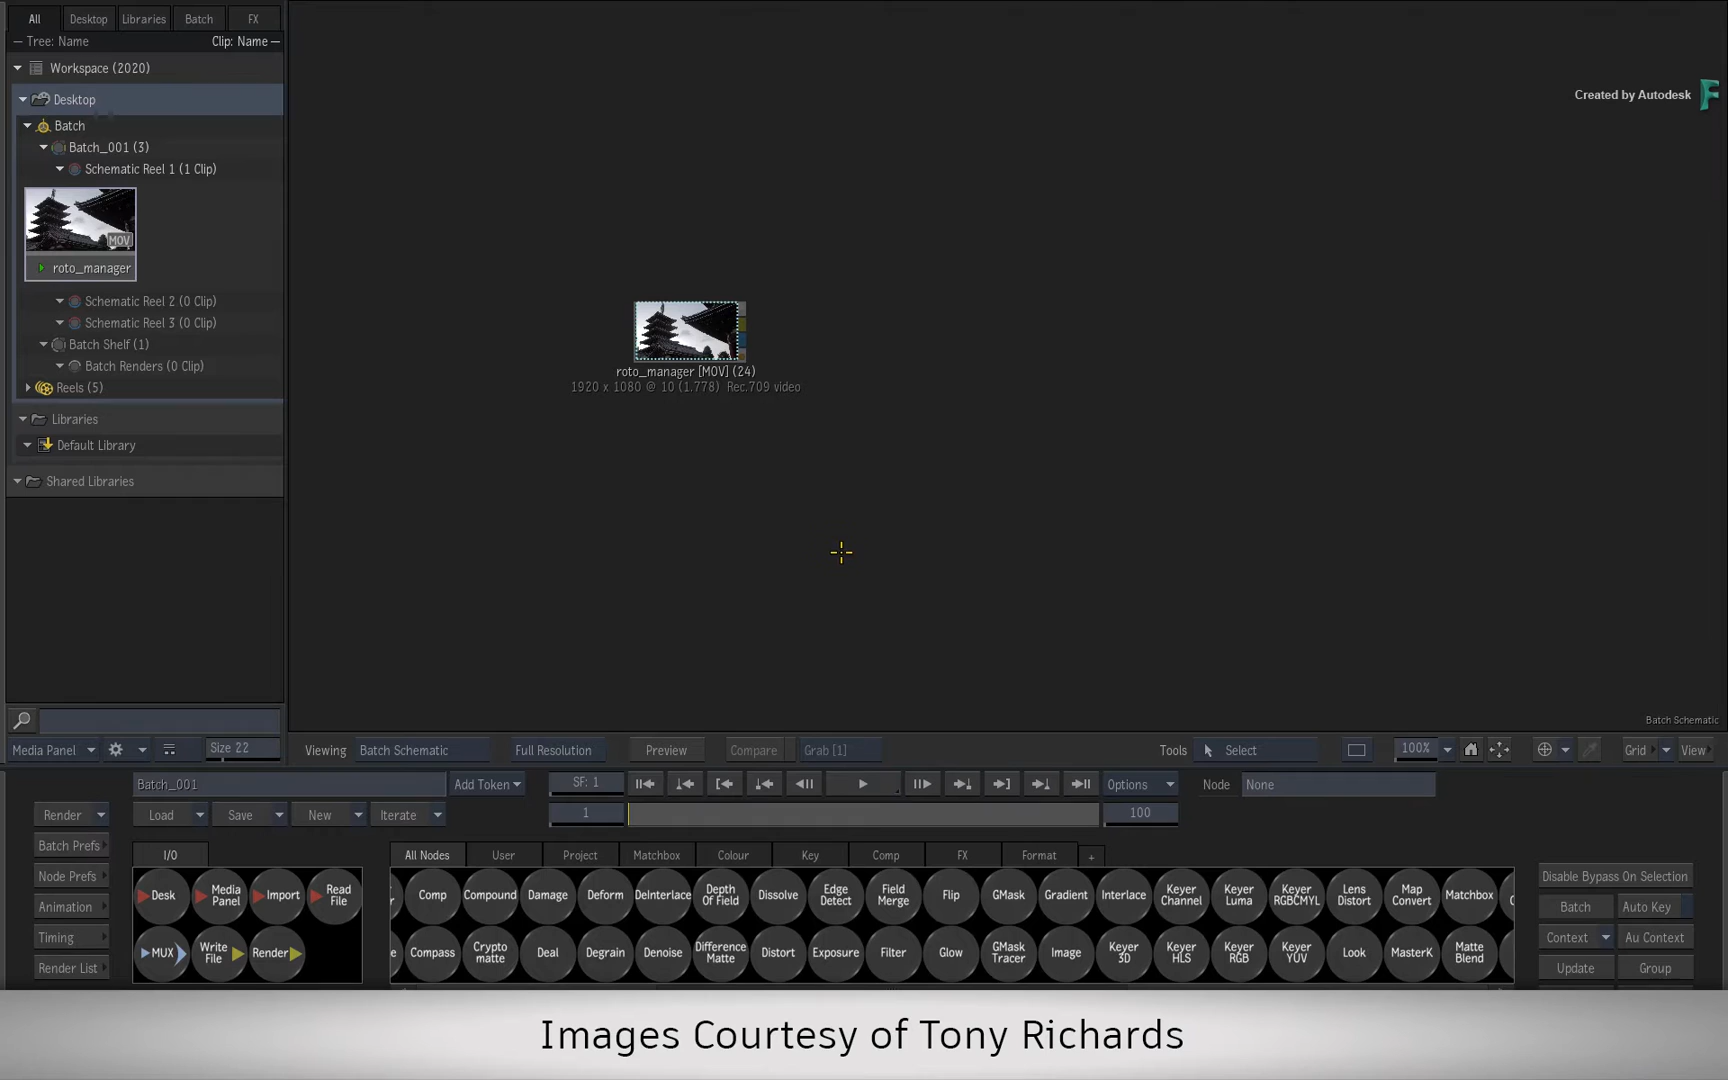 All Desktop Libraries Batch FX
Tree: Name Clip: Name
Workspace (2020)
Desktop
Batch
Batch_001 (3)
Schematic Reel 1 (1 Clip)
MOV
roto_manager
Schematic Reel 2 (0 Clip)
Schematic Reel 3 (0 Clip)
Batch Shelf (1)
Batch Renders (0 Clip)
Reels (5)
Libraries
Default Library
Shared Libraries
Created by Autodesk
roto_manager [MOV] (24)
1920 x 1080 @ 10 (1.778) Rec.709 video
Batch Schematic
Media Panel Size 22 Viewing Batch Schematic Full Resolution Preview Compare Grab [1] Tools Select 100% Grid View
Batch_001 Add Token SF: 1 Options Node None
Render Load Save New Iterate 1 100
Batch Prefs
Node Prefs
Animation
Timing
Render List
I/O
Desk Media Panel Import Read File
MUX Write File Render
All Nodes User Project Matchbox Colour Key Comp FX Format +
Comp Compound Damage Deform DeInterlace Depth Of Field Dissolve Edge Detect Field Merge Flip GMask Gradient Interlace Keyer Channel Keyer Luma Keyer RGBCMYL Lens Distort Map Convert Matchbox
Compass Crypto matte Deal Degrain Denoise Difference Matte Distort Exposure Filter Glow GMask Tracer Image Keyer 3D Keyer HLS Keyer RGB Keyer YUV Look MasterK Matte Blend
Disable Bypass On Selection
Batch Auto Key
Context Au Context
Update Group
Images Courtesy of Tony Richards